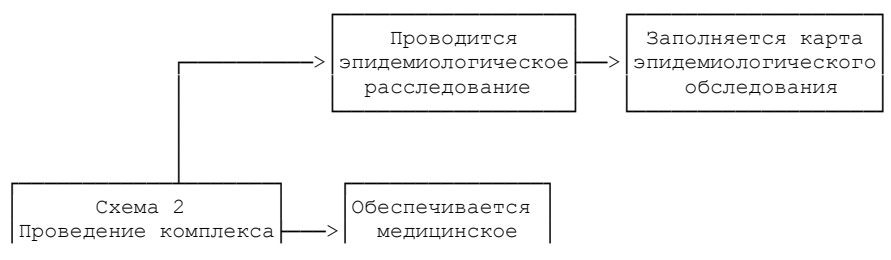 Проводится
эпидемиологическое
расследование
Заполняется карта
эпидемиологического
обследования
Схема 2
Проведение комплекса
Обеспечивается
медицинское